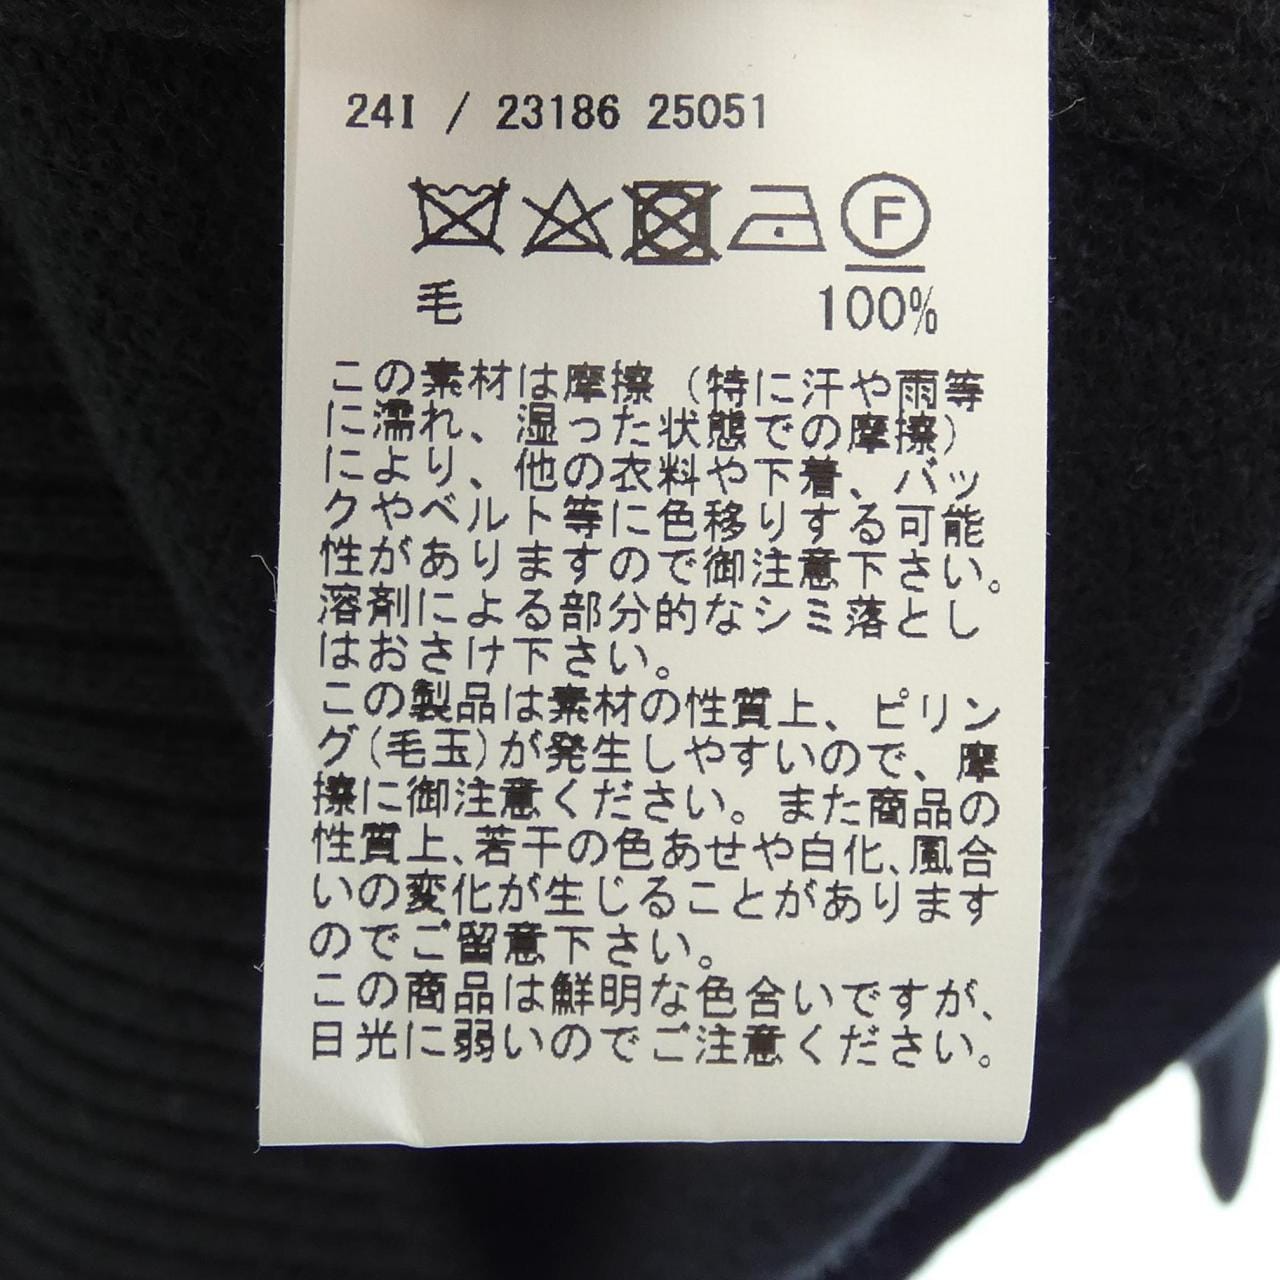 24I / 23186 25051
F
毛 100%
この素材は摩擦（特に汗や雨等
に濡れ、湿った状態での摩擦）
により、他の衣料や下着、バッ
クやベルト等に色移りする可能
性がありますので御注意下さい。
溶剤による部分的なシミ落とし
はおさけ下さい。
この製品は素材の性質上、ピリン
グ(毛玉)が発生しやすいので、摩
擦に御注意ください。また商品の
性質上、若干の色あせや白化、風合
いの変化が生じることがあります
のでご留意下さい。
この商品は鮮明な色合いですが、
日光に弱いのでご注意ください。